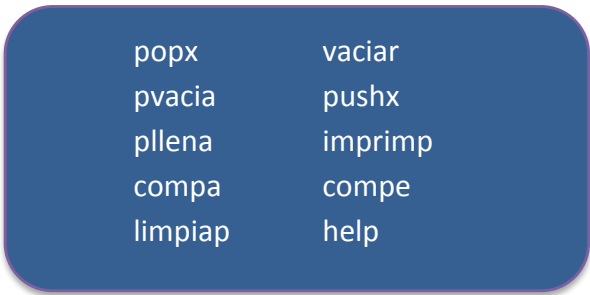 popx vaciar
pvacia pushx
pllena imprimp
compa compe
limpiap help